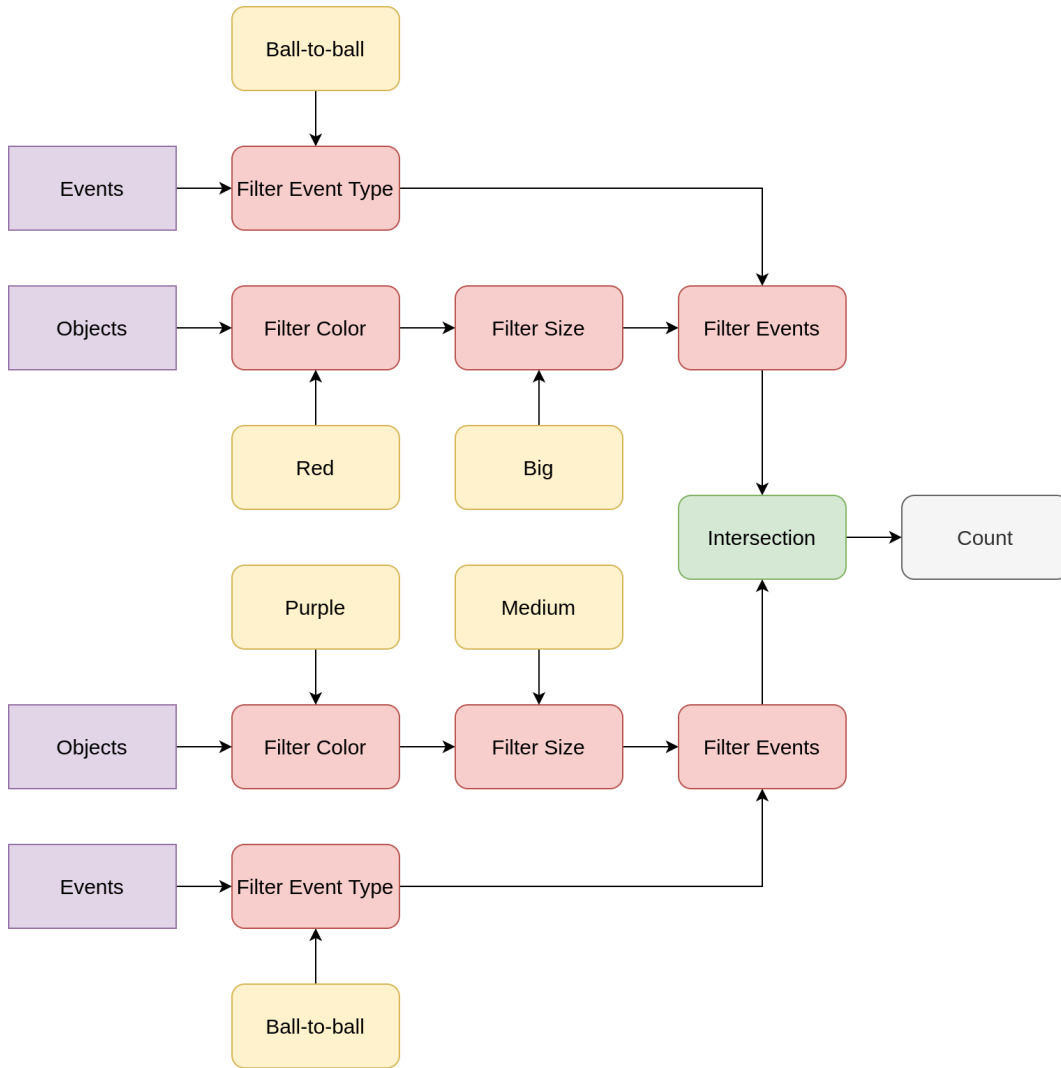 Ball-to-ball
Events
Filter Event Type
Objects
Filter Color
Filter Size
Filter Events
Red
Big
Intersection
Count
Purple
Medium
Objects
Filter Color
Filter Size
Filter Events
Events
Filter Event Type
Ball-to-ball